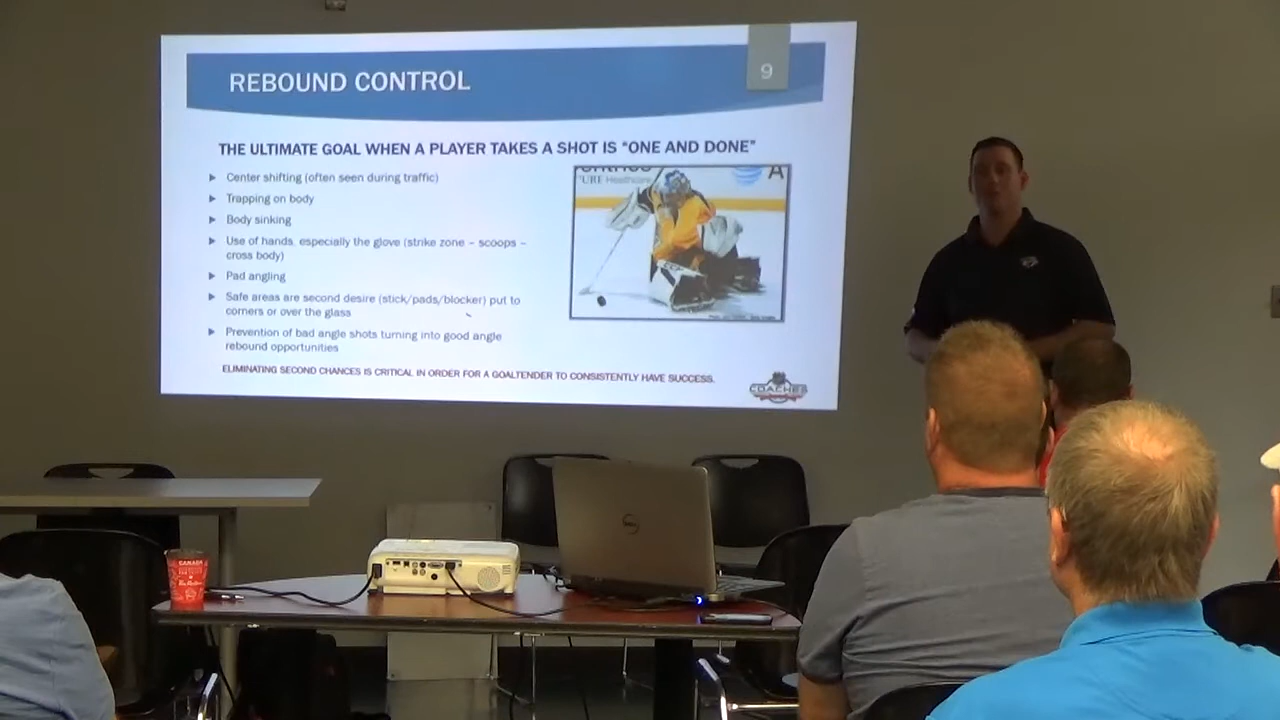 9
REBOUND CONTROL
THE ULTIMATE GOAL WHEN A PLAYER TAKES A SHOT IS “ONE AND DONE”
Center shifting (often seen during traffic)
Trapping on body
Body sinking
Use of hands, especially the glove (strike zone – scoops –
cross body)
Pad angling
Safe areas are second desire (stick/pads/blocker) put to
corners or over the glass
Prevention of bad angle shots turning into good angle
rebound opportunities
ELIMINATING SECOND CHANCES IS CRITICAL IN ORDER FOR A GOALTENDER TO CONSISTENTLY HAVE SUCCESS.
Healthcare
A
COACHES
DELL
CANADA